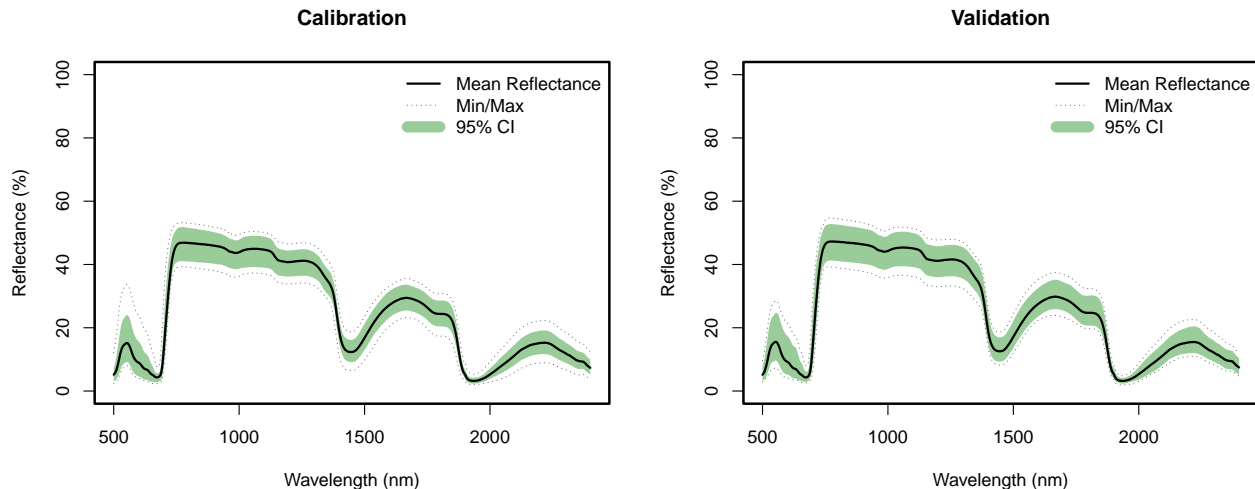 Calibration
Reflectance (%)
100
80
60
40
20
0
Mean Reflectance
Min/Max
95% CI
500
1000
1500
2000
Wavelength (nm)
Validation
Reflectance (%)
100
80
60
40
20
0
Mean Reflectance
Min/Max
95% CI
500
1000
1500
2000
Wavelength (nm)